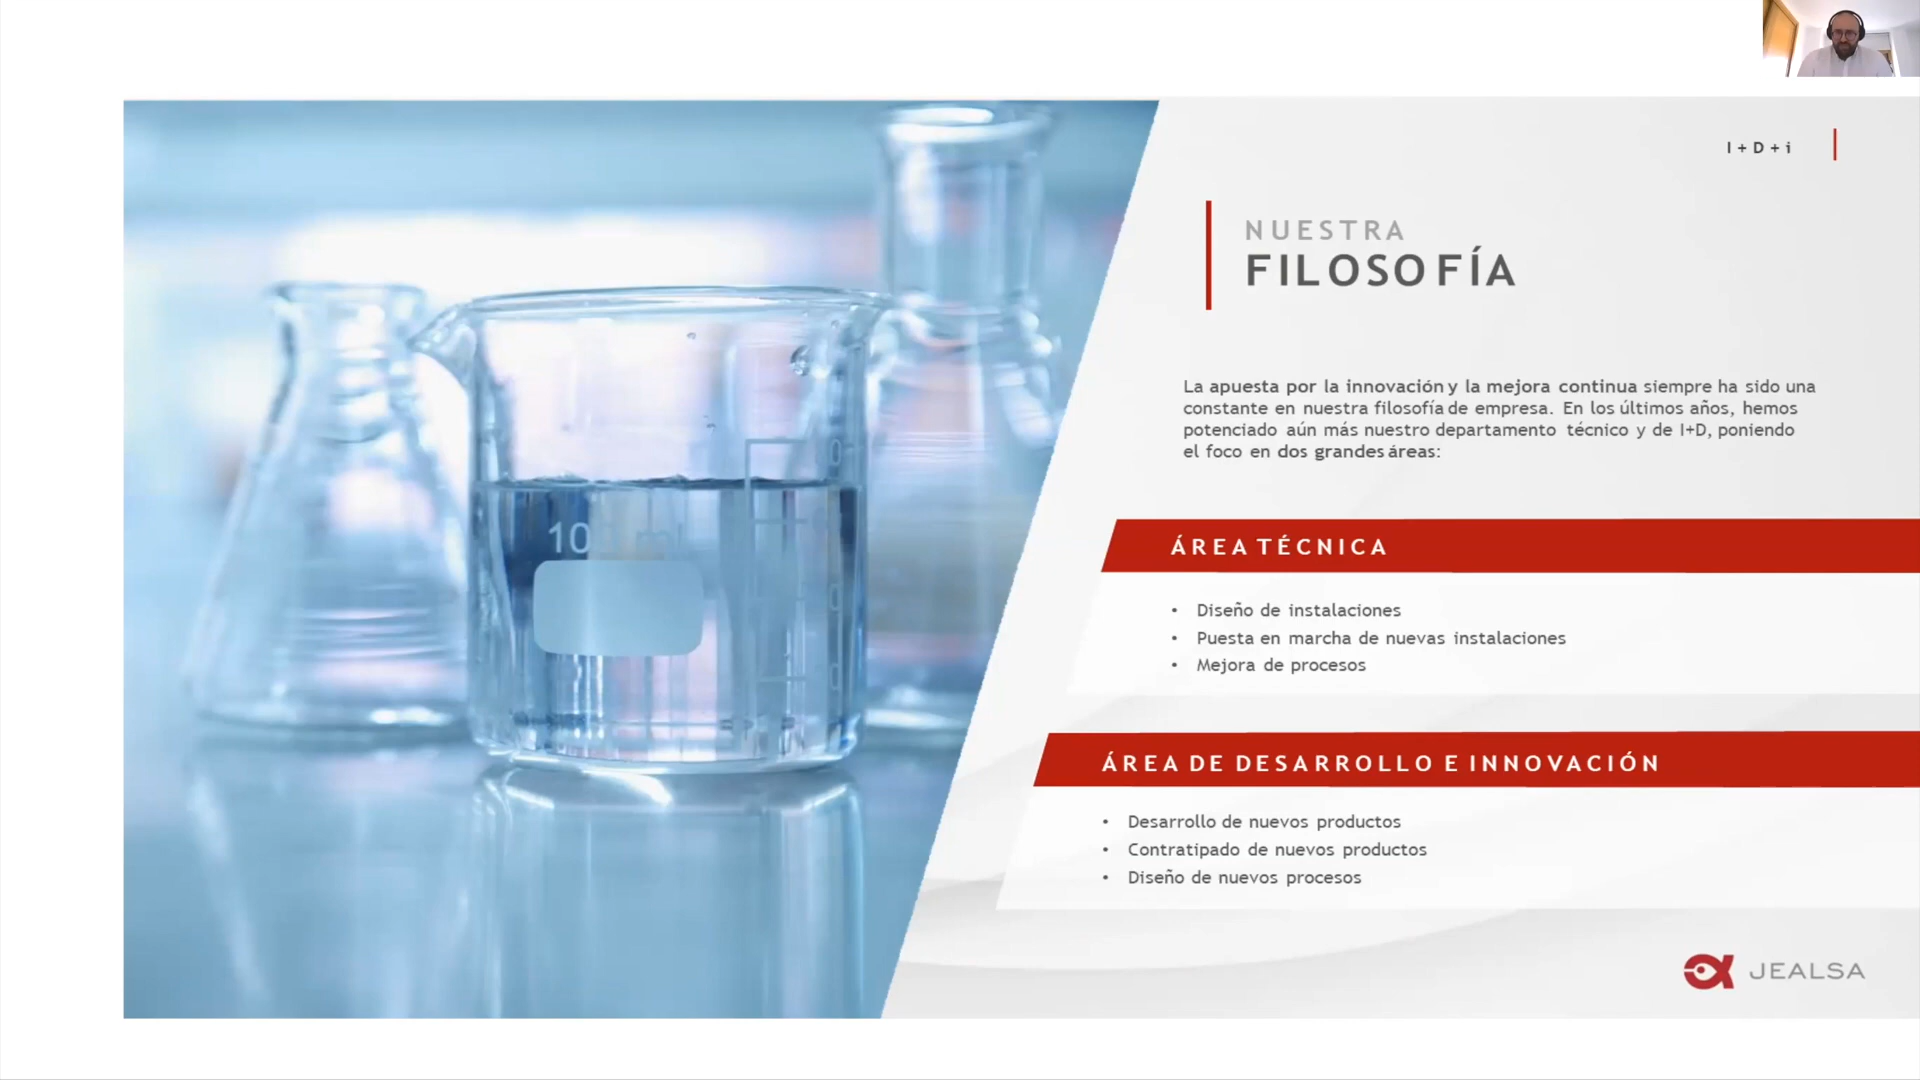 I+D+i
NUESTRA
FILOSOFÍA
La apuesta por la innovación y la mejora continua siempre ha sido una
constante en nuestra filosofía de empresa. En los últimos años, hemos
potenciado aún más nuestro departamento técnico y de I+D, poniendo
el foco en dos grandes áreas:
ÁREA TÉCNICA
• Diseño de instalaciones
• Puesta en marcha de nuevas instalaciones
• Mejora de procesos
ÁREA DE DESARROLLO E INNOVACIÓN
• Desarrollo de nuevos productos
• Contratipado de nuevos productos
• Diseño de nuevos procesos
JEALSA